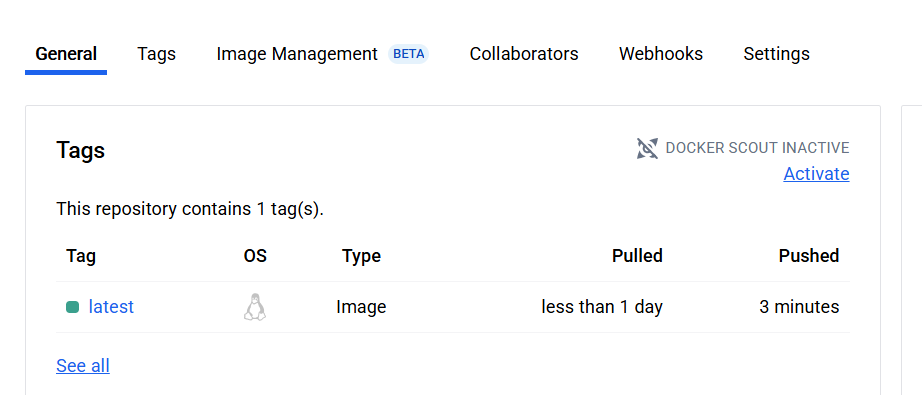 General Tags Image Management BETA Collaborators Webhooks Settings
Tags DOCKER SCOUT INACTIVE
Activate
This repository contains 1 tag(s).
Tag OS Type Pulled Pushed
latest Image less than 1 day 3 minutes
See all